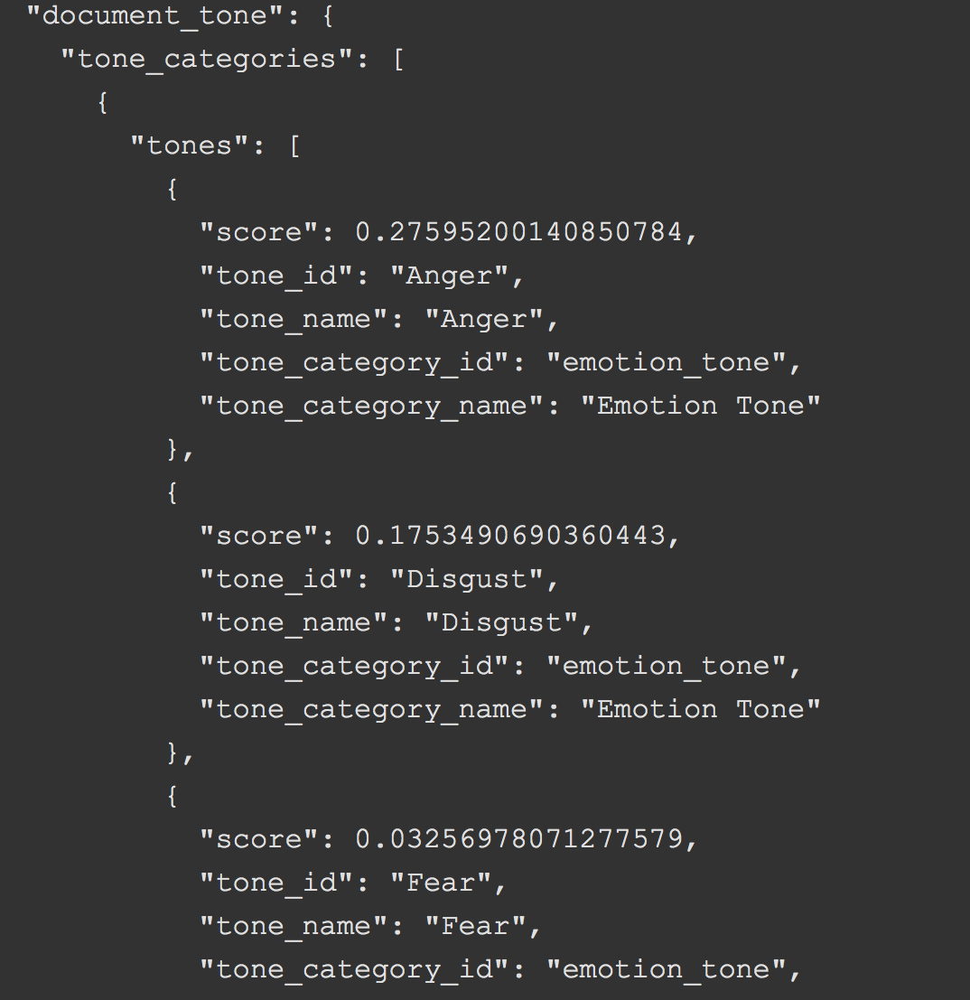 "document_tone": {
"tone_categories": [
{
"tones": [
{
"score": 0.27595200140850784,
"tone_id": "Anger",
"tone_name": "Anger",
"tone_category_id": "emotion_tone",
"tone_category_name": "Emotion Tone"
},
{
"score": 0.1753490690360443,
"tone_id": "Disgust",
"tone_name": "Disgust",
"tone_category_id": "emotion_tone",
"tone_category_name": "Emotion Tone"
},
{
"score": 0.03256978071277579,
"tone_id": "Fear",
"tone_name": "Fear",
"tone_category_id": "emotion_tone",